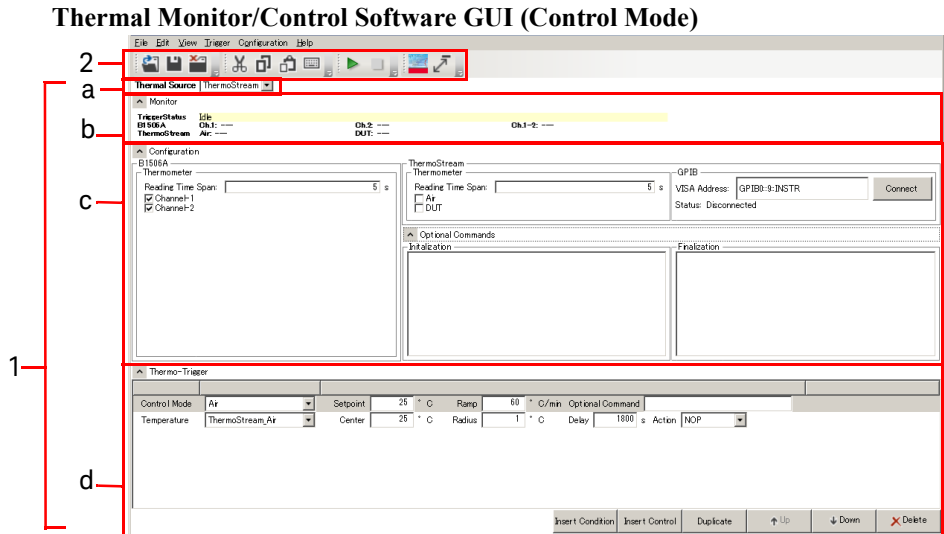 Thermal Monitor/Control Software GUI (Control Mode)
File Edit View Trigger Configuration Help
2
a
Thermal Source ThermoStream
Monitor
b
TriggerStatus Idle
B1506A Ch.1: --- Ch.2: --- Ch.1-2: ---
ThermoStream Air: --- DUT: ---
Configuration
B1506A
Thermometer
Reading Time Span: 5 s
Channel-1
Channel-2
c
ThermoStream
Thermometer
Reading Time Span: 5 s
Air
DUT
GPIB
VISA Address: GPIB0::9::INSTR Connect
Status: Disconnected
Optional Commands
Initalization
Finalization
1
Thermo-Trigger
Control Mode Air Setpoint 25 ° C Ramp 60 ° C/min Optional Command
Temperature ThermoStream_Air Center 25 ° C Radius 1 ° C Delay 1800 s Action NOP
d
Insert Condition Insert Control Duplicate Up Down Delete